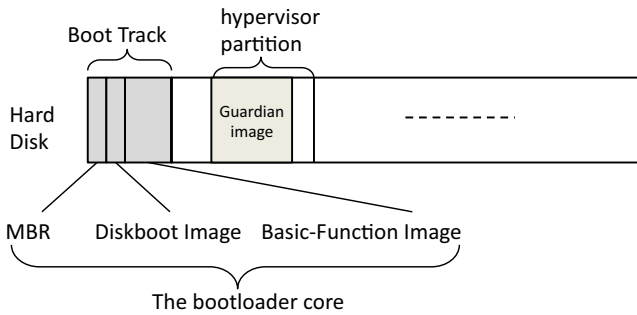 hypervisor
partition
Boot Track
Hard
Disk
Guardian
image
MBR
Diskboot Image
Basic-Function Image
The bootloader core